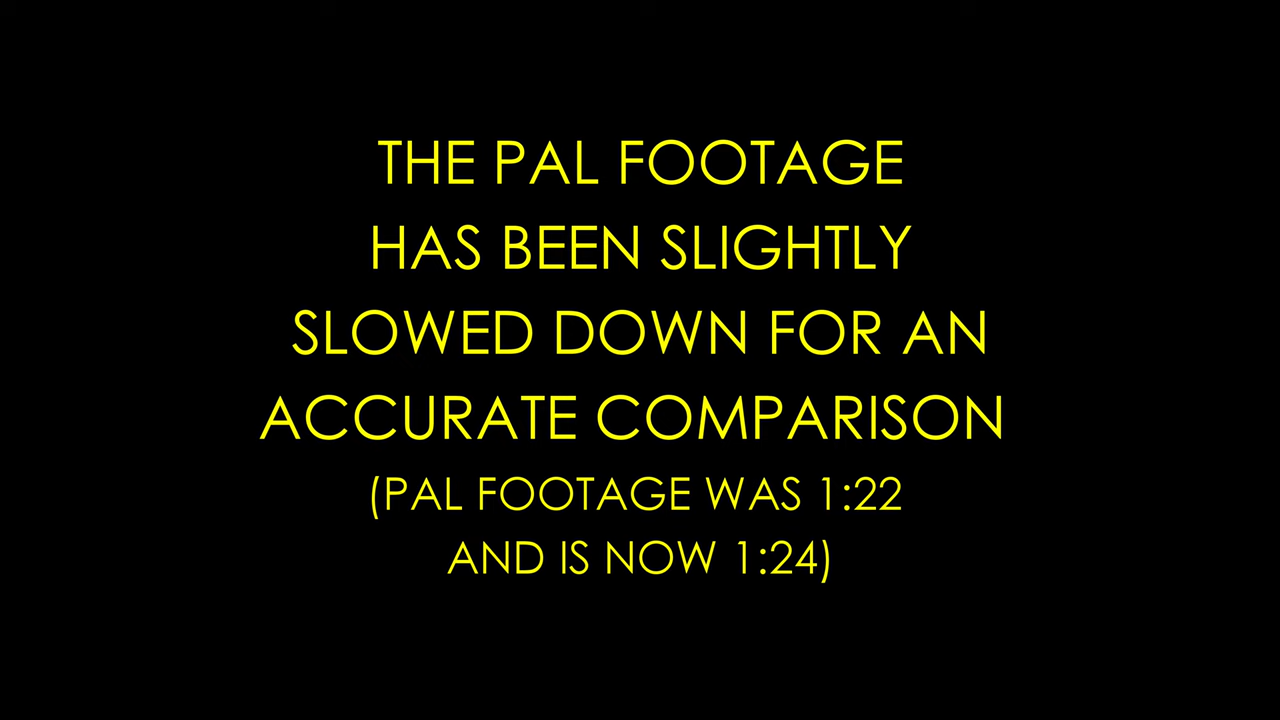 THE PAL FOOTAGE
HAS BEEN SLIGHTLY
SLOWED DOWN FOR AN
ACCURATE COMPARISON
(PAL FOOTAGE WAS 1:22
AND IS NOW 1:24)